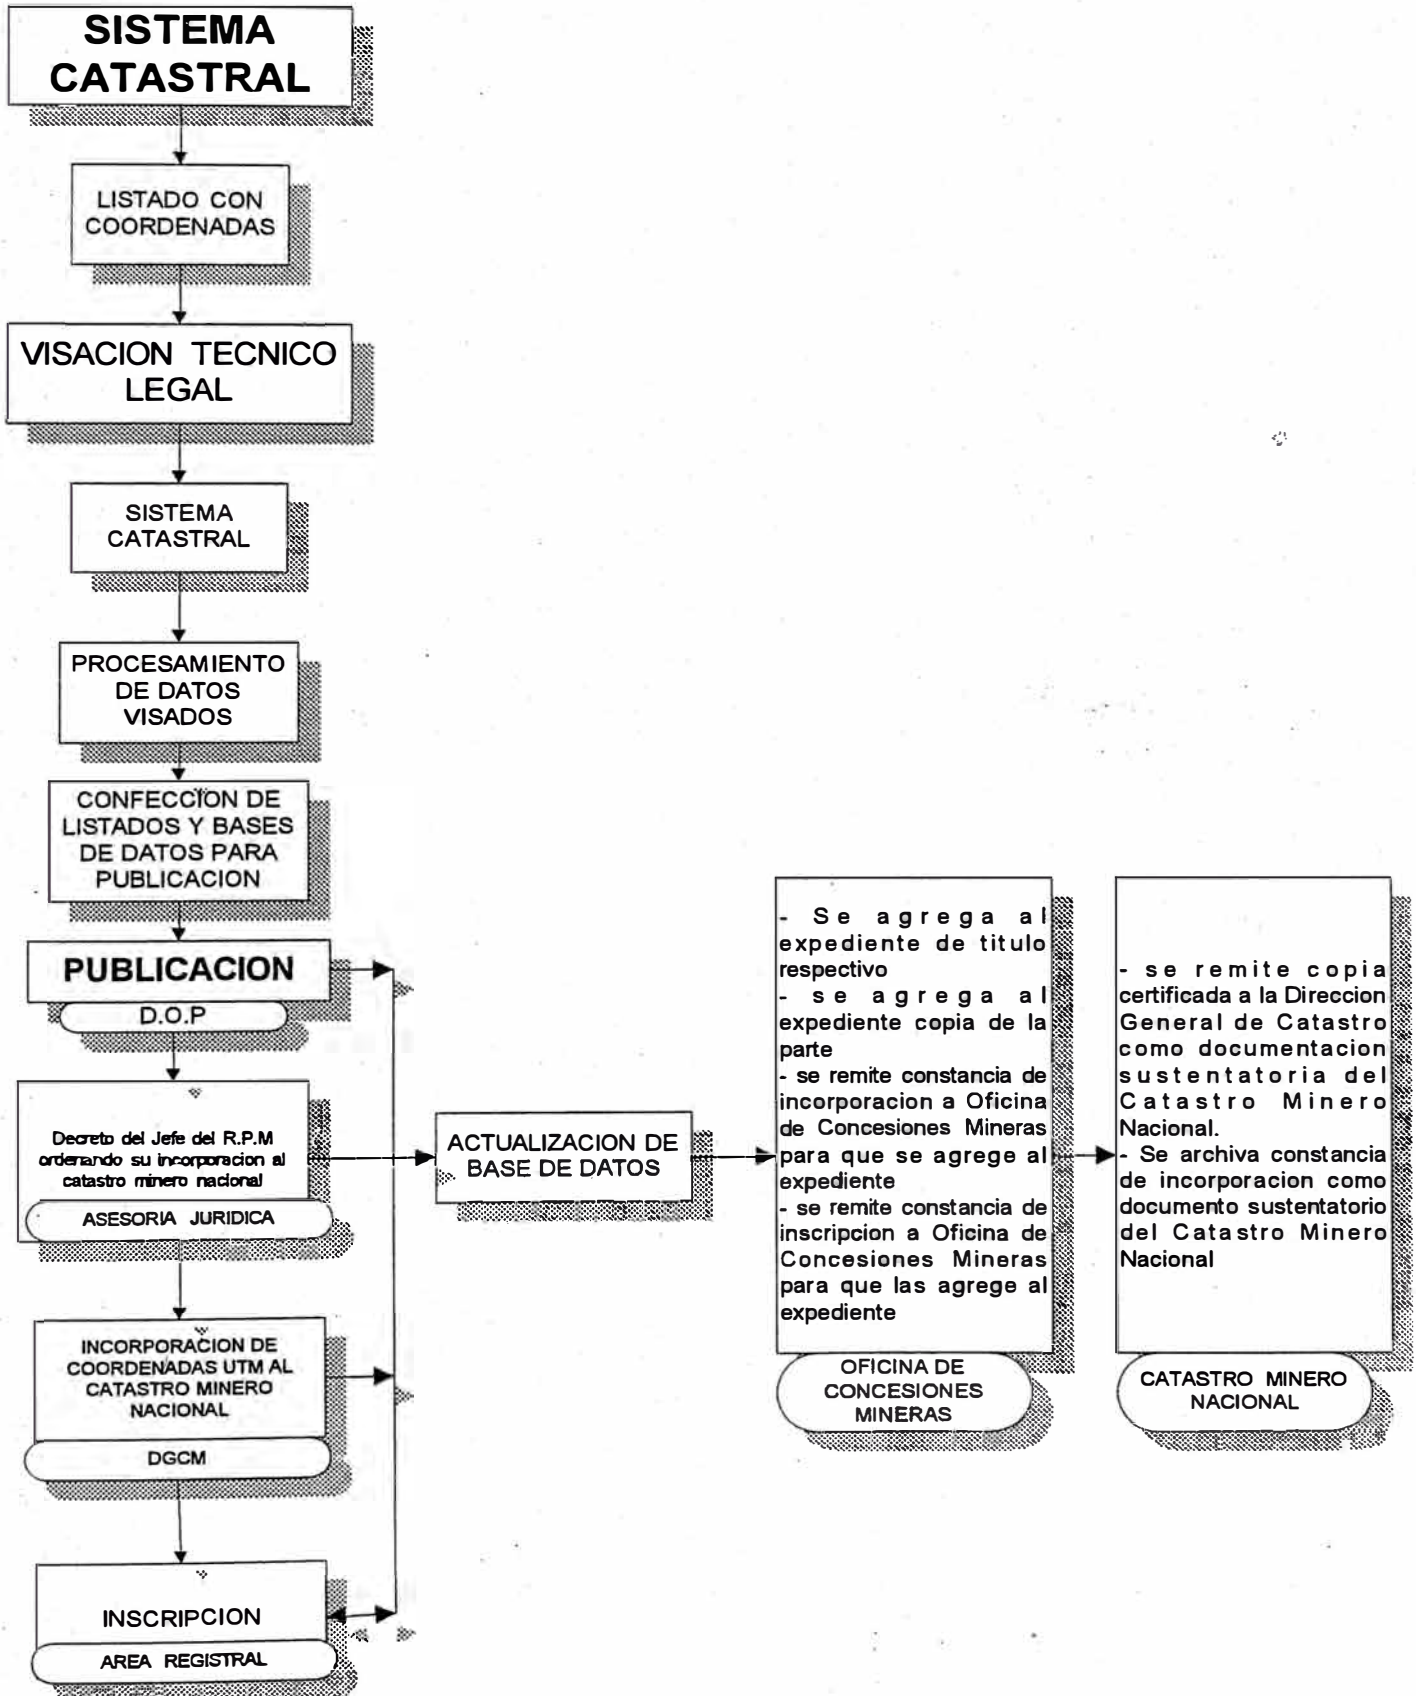 SISTEMA
CATASTRAL
LISTADO CON
COORDENADAS
VISACION TECNICO
LEGAL
SISTEMA
CATASTRAL
PROCESAMIENTO
DE DATOS
VISADOS
CONFECCION DE
LISTADOS Y BASES
DE DATOS PARA
PUBLICACION
PUBLICACION
D.O.P
Decreto del Jefe del R.P.M
ordenando su incorporacion al
catastro minero nacional
ASESORIA JURIDICA
INCORPORACION DE
COORDENADAS UTM AL
CATASTRO MINERO
NACIONAL
DGCM
INSCRIPCION
AREA REGISTRAL
ACTUALIZACION DE
BASE DE DATOS
- Se agrega al
expediente de titulo
respectivo
- se agrega al
expediente copia de la
parte
- se remite constancia de
incorporacion a Oficina
de Concesiones Mineras
para que se agrege al
expediente
- se remite constancia de
inscripcion a Oficina de
Concesiones Mineras
para que las agrege al
expediente
OFICINA DE
CONCESIONES
MINERAS
- se remite copia
certificada a la Direccion
General de Catastro
como documentacion
sustentatoria del
Catastro Minero
Nacional.
- Se archiva constancia
de incorporacion como
documento sustentatorio
del Catastro Minero
Nacional
CATASTRO MINERO
NACIONAL